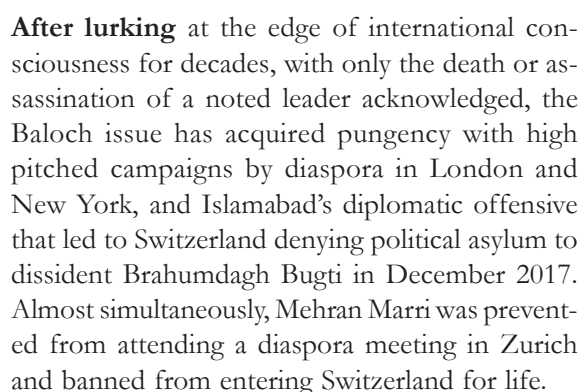 After lurking at the edge of international con-
sciousness for decades, with only the death or as-
sassination of a noted leader acknowledged, the
Baloch issue has acquired pungency with high
pitched campaigns by diaspora in London and
New York, and Islamabad’s diplomatic offensive
that led to Switzerland denying political asylum to
dissident Brahumdagh Bugti in December 2017.
Almost simultaneously, Mehran Marri was prevent-
ed from attending a diaspora meeting in Zurich
and banned from entering Switzerland for life.